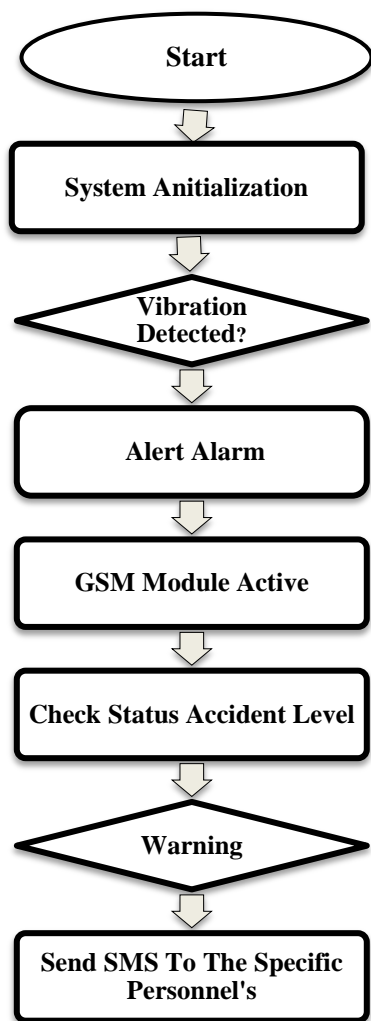 Start
System Anitialization
Vibration
Detected?
Alert Alarm
GSM Module Active
Check Status Accident Level
Warning
Send SMS To The Specific
Personnel's